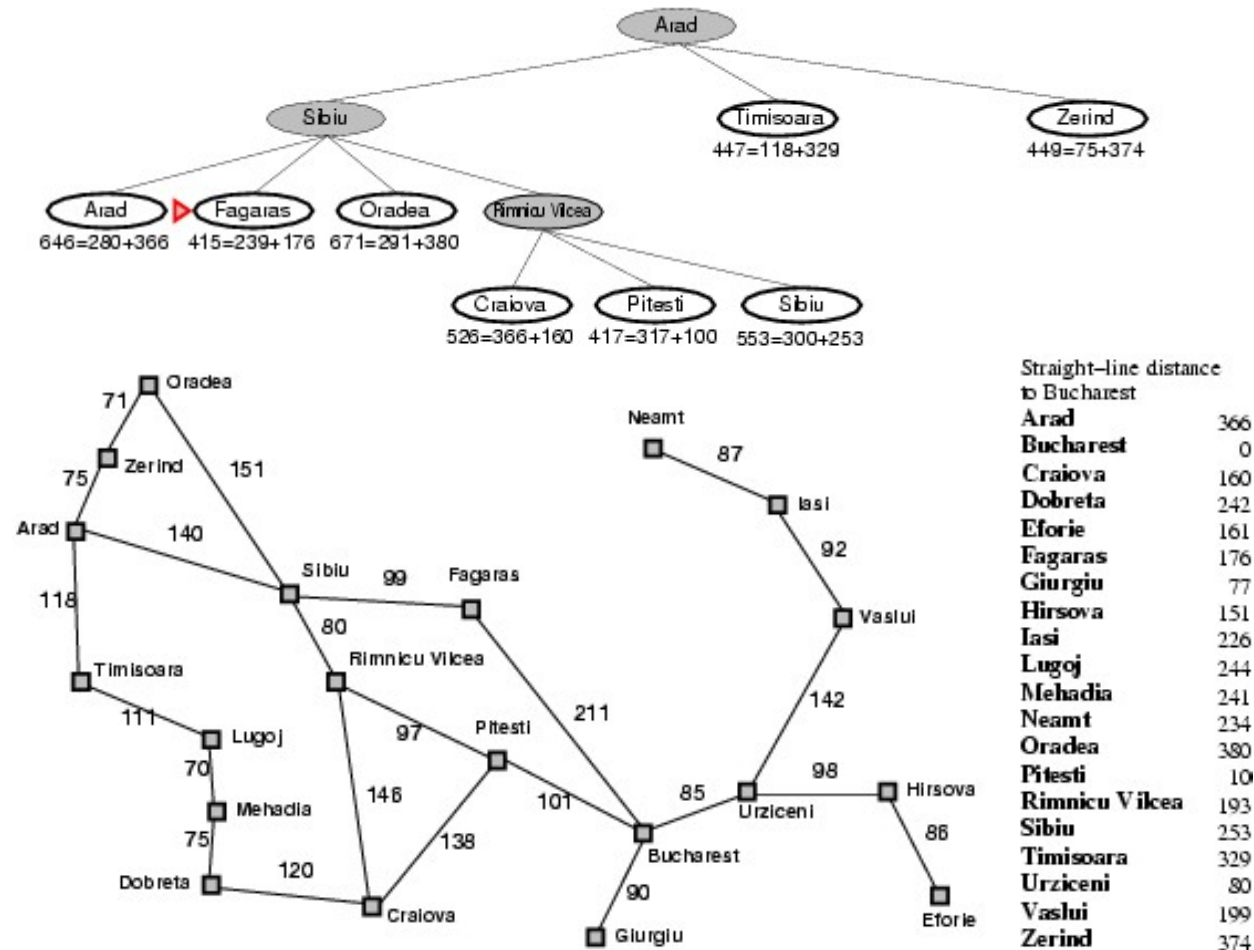 Arad
Sibiu
Timisoara
Zerind
447=118+329
449=75+374
Arad
Fagaras
Oradea
Rimnicu Vilcea
646=280+366
415=239+176
671=291+380
Craiova
Pitesti
Sibiu
526=366+160
417=317+100
553=300+253
Oradea
71
Zerind
75
151
Arad
140
118
Sibiu
99
Fagaras
80
Rimnicu Vilcea
Timisoara
111
Lugoj
70
Mehadia
75
Dobreta
120
97
Pitesti
211
146
101
138
Craiova
Neamt
87
Iasi
92
Vaslui
142
98
Hirsova
85
Urziceni
86
Bucharest
90
Giurgiu
Eforie
Straight–line distance
to Bucharest
Arad 366
Bucharest 0
Craiova 160
Dobreta 242
Eforie 161
Fagaras 176
Giurgiu 77
Hirsova 151
Iasi 226
Lugoj 244
Mehadia 241
Neamt 234
Oradea 380
Pitesti 10
Rimnicu Vilcea 193
Sibiu 253
Timisoara 329
Urziceni 80
Vaslui 199
Zerind 374